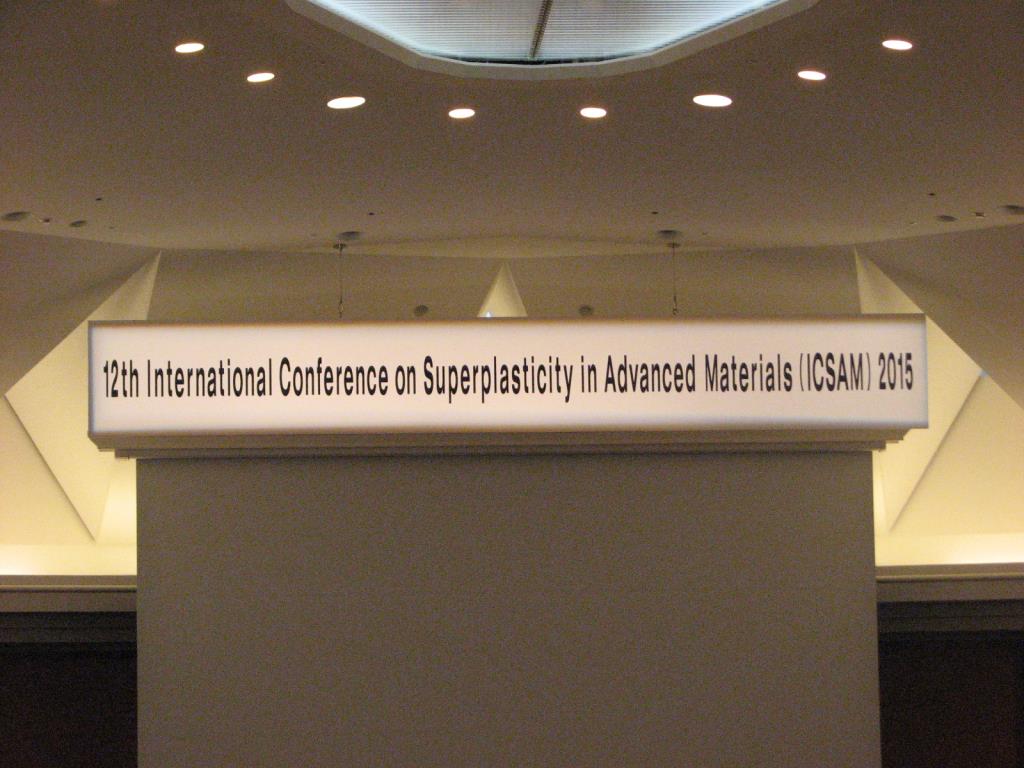 12th International Conference on Superplasticity in Advanced Materials (ICSAM) 2015